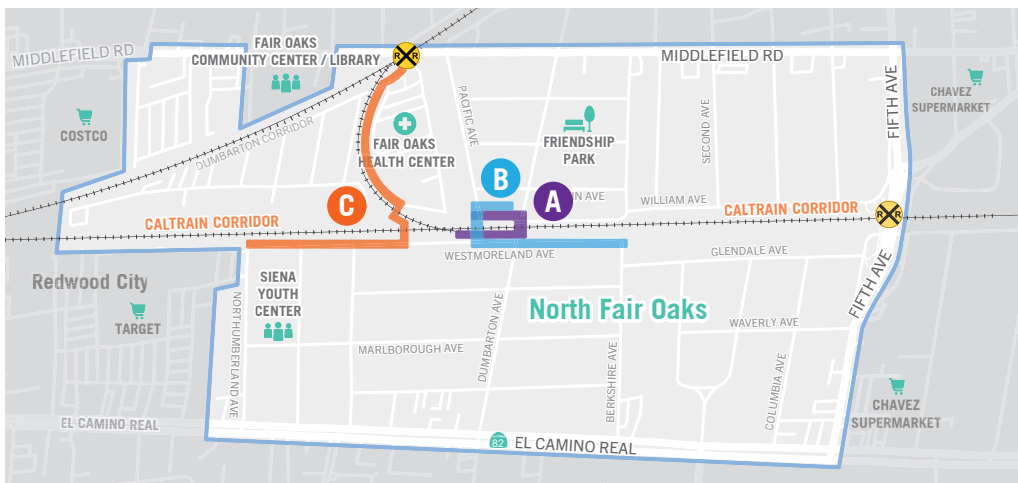 MIDDLEFIELD RD
FAIR OAKS
COMMUNITY CENTER / LIBRARY
R R
MIDDLEFIELD RD
FIFTH AVE
CHAVEZ
SUPERMARKET
COSTCO
DUMBARTON CORRIDOR
FAIR OAKS
HEALTH CENTER
PACIFIC AVE
FRIENDSHIP
PARK
SECOND AVE
B
A
C
AVE
WILLIAM AVE
CALTRAIN CORRIDOR
CALTRAIN CORRIDOR
R R
WESTMORELAND AVE
GLENDALE AVE
Redwood City
SIENA
YOUTH
CENTER
FIFTH AVE
TARGET
NORTHUMBERLAND AVE
North Fair Oaks
WAVERLY AVE
MARLBOROUGH AVE
DUMBARTON AVE
BERKSHIRE AVE
COLUMBIA AVE
CHAVEZ
SUPERMARKET
EL CAMINO REAL
82
EL CAMINO REAL